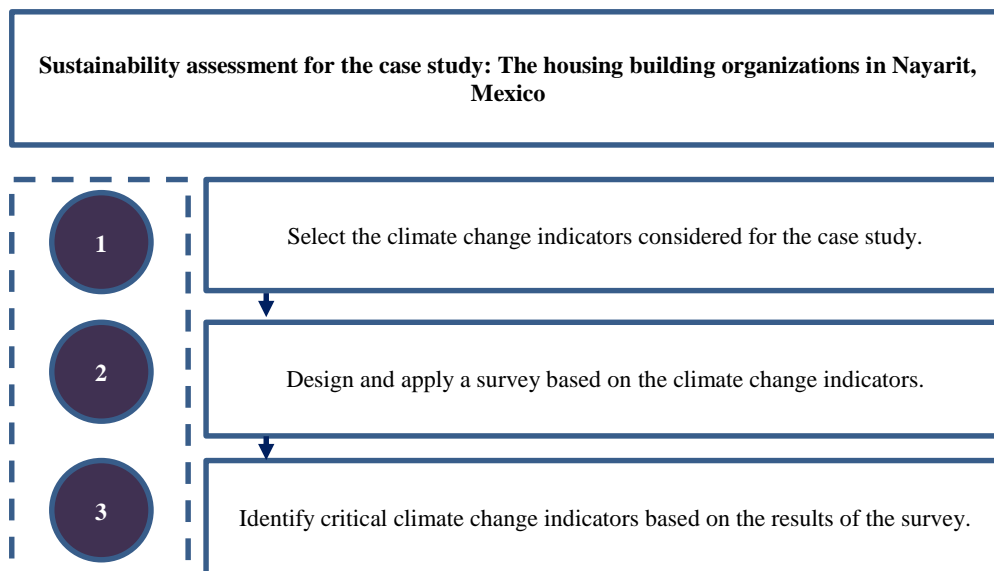 Sustainability assessment for the case study: The housing building organizations in Nayarit,
Mexico
1
Select the climate change indicators considered for the case study.
2
Design and apply a survey based on the climate change indicators.
3
Identify critical climate change indicators based on the results of the survey.